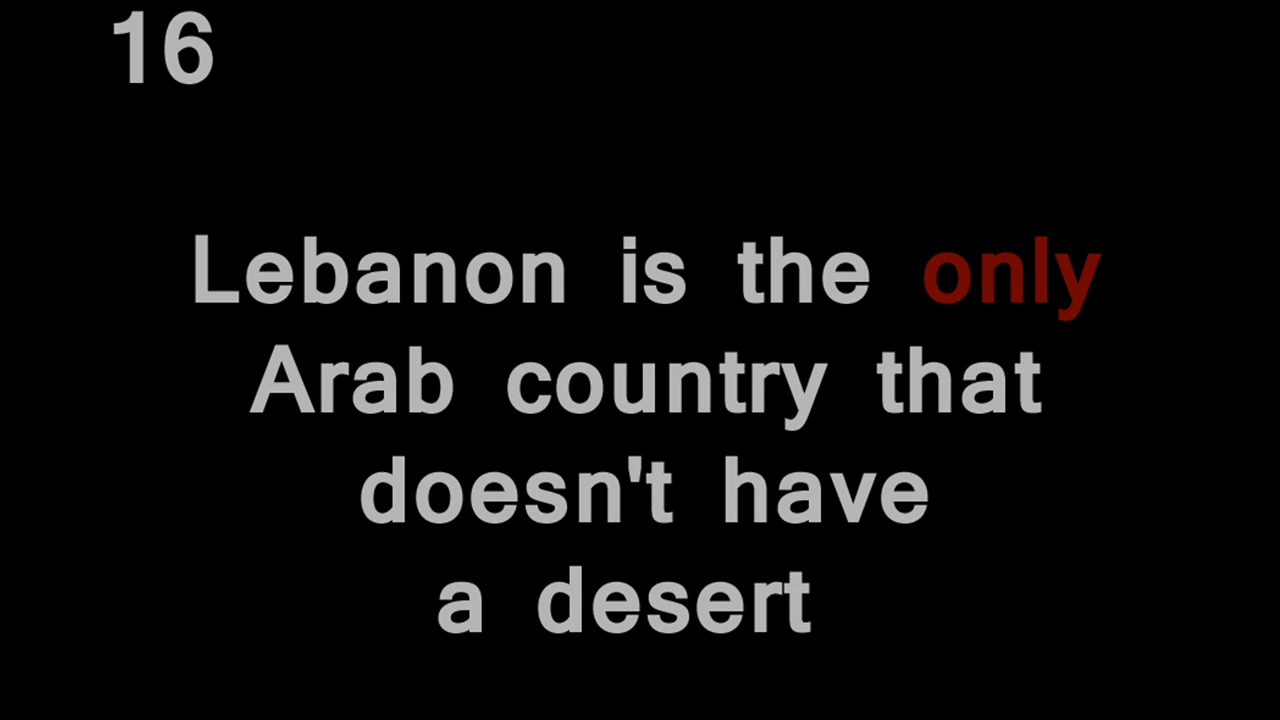 16
Lebanon is the only
Arab country that
doesn't have
a desert